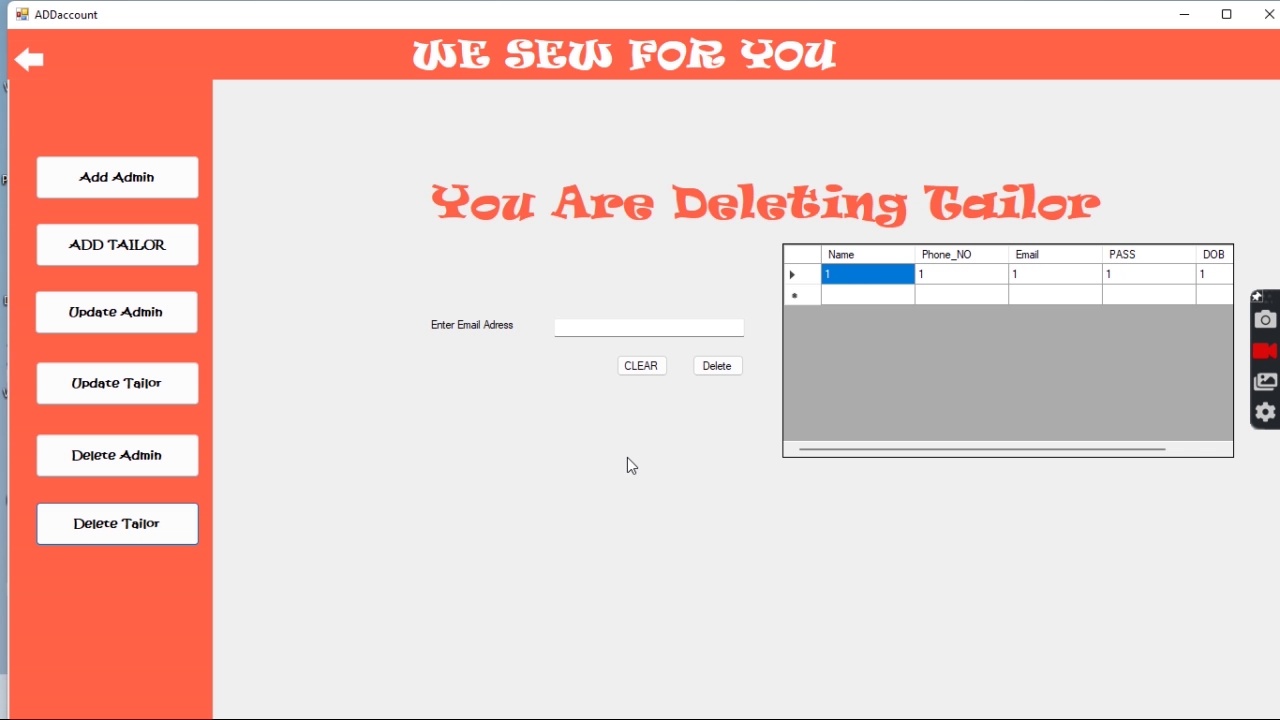 ADDaccount
WE SEW FOR YOU
Add Admin
ADD TAILOR
Update Admin
Update Tailor
Delete Admin
Delete Tailor
You Are Deleting Tailor
Enter Email Adress
CLEAR Delete
Name Phone_NO Email PASS DOB
1 1 1 1 1